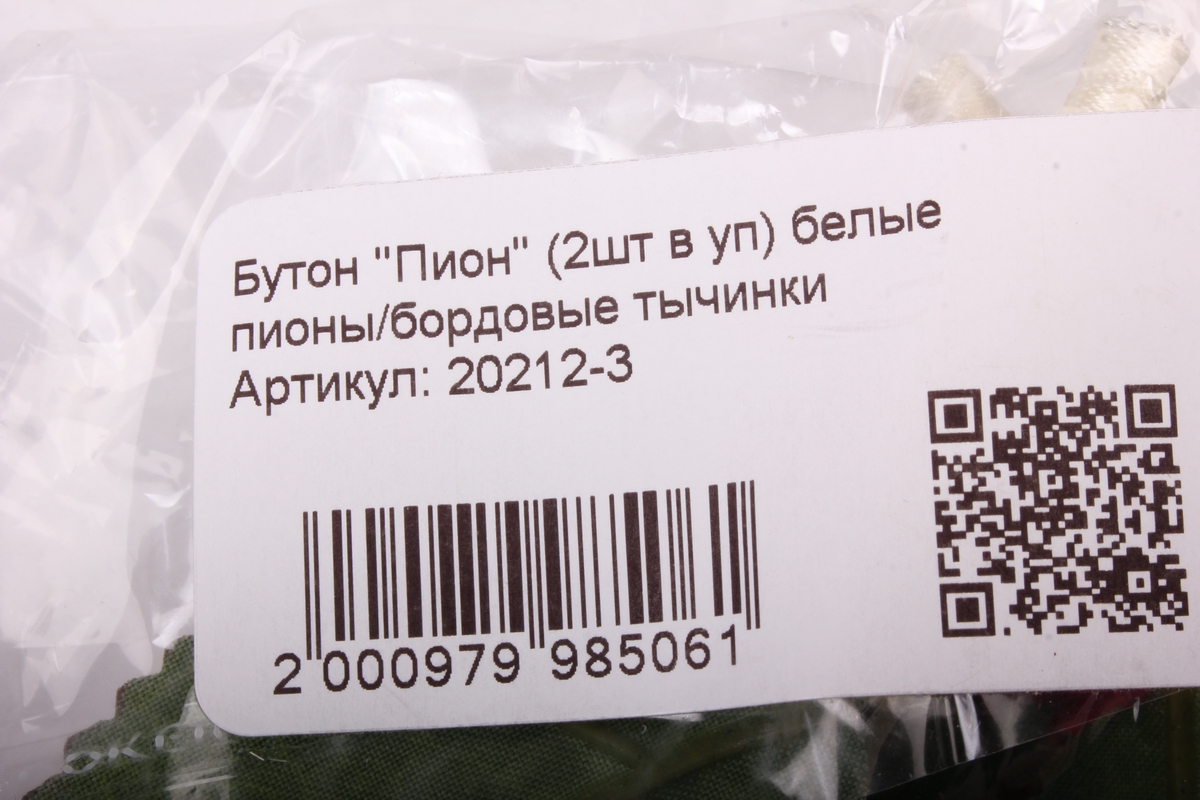 Бутон "Пион" (2шт в уп) белые
пионы/бордовые тычинки
Артикул: 20212-3
2 000979 985061